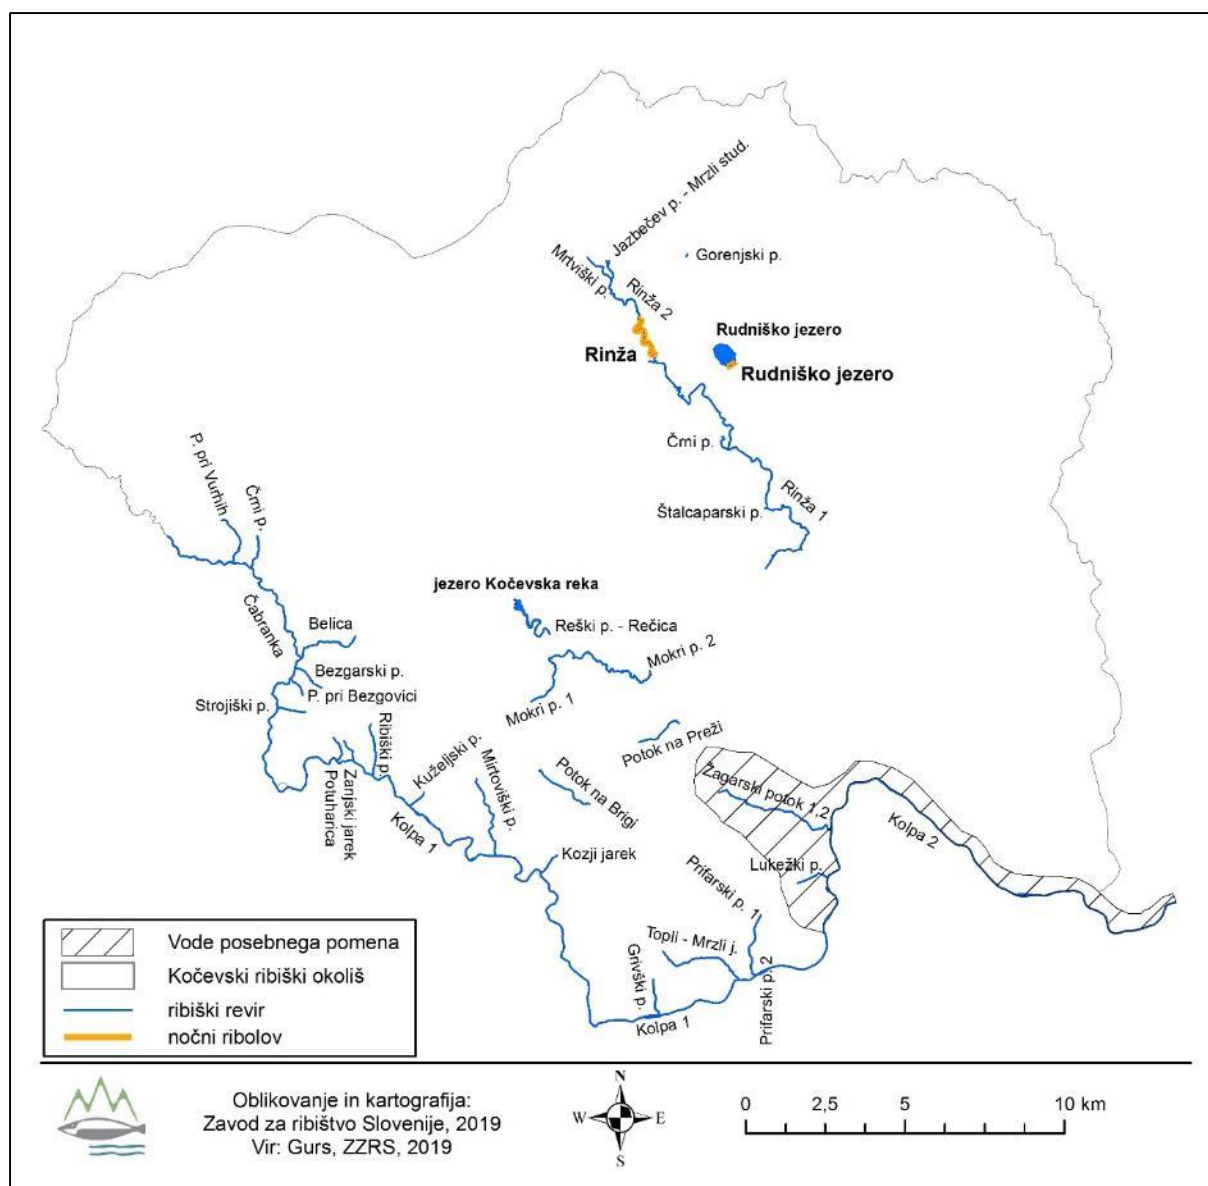 Jazbečev p. - Mrzli stud.
Mrtviški p.
Gorenjski p.
Rinža 2
Rudniško jezero
Rinža
Rudniško jezero
Črni p.
P. pri Vurhih
Črni p.
Rinža 1
Štalcaparski p.
jezero Kočevska reka
Čabranka
Belica
Reški p. - Rečica
Mokri p. 2
Bezgarski p.
P. pri Bezgovici
Strojiški p.
Mokri p. 1
Ribiški p.
Kuželjski p.
Potok na Preži
Mirtoviški p.
Potok na Brigi
Zanjski jarek
Potuharica
Žagarski potok 1,2
Kolpa 1
Kolpa 2
Kozji jarek
Lukežki p.
Prifarski p. 1
Topli - Mrzli j.
Grivški p.
Prifarski p. 2
Kolpa 1
Vode posebnega pomena
Kočevski ribiški okoliš
ribiški revir
nočni ribolov
Oblikovanje in kartografija:
Zavod za ribištvo Slovenije, 2019
Vir: Gurs, ZZRS, 2019
N
W E
S
0 2,5 5 10 km